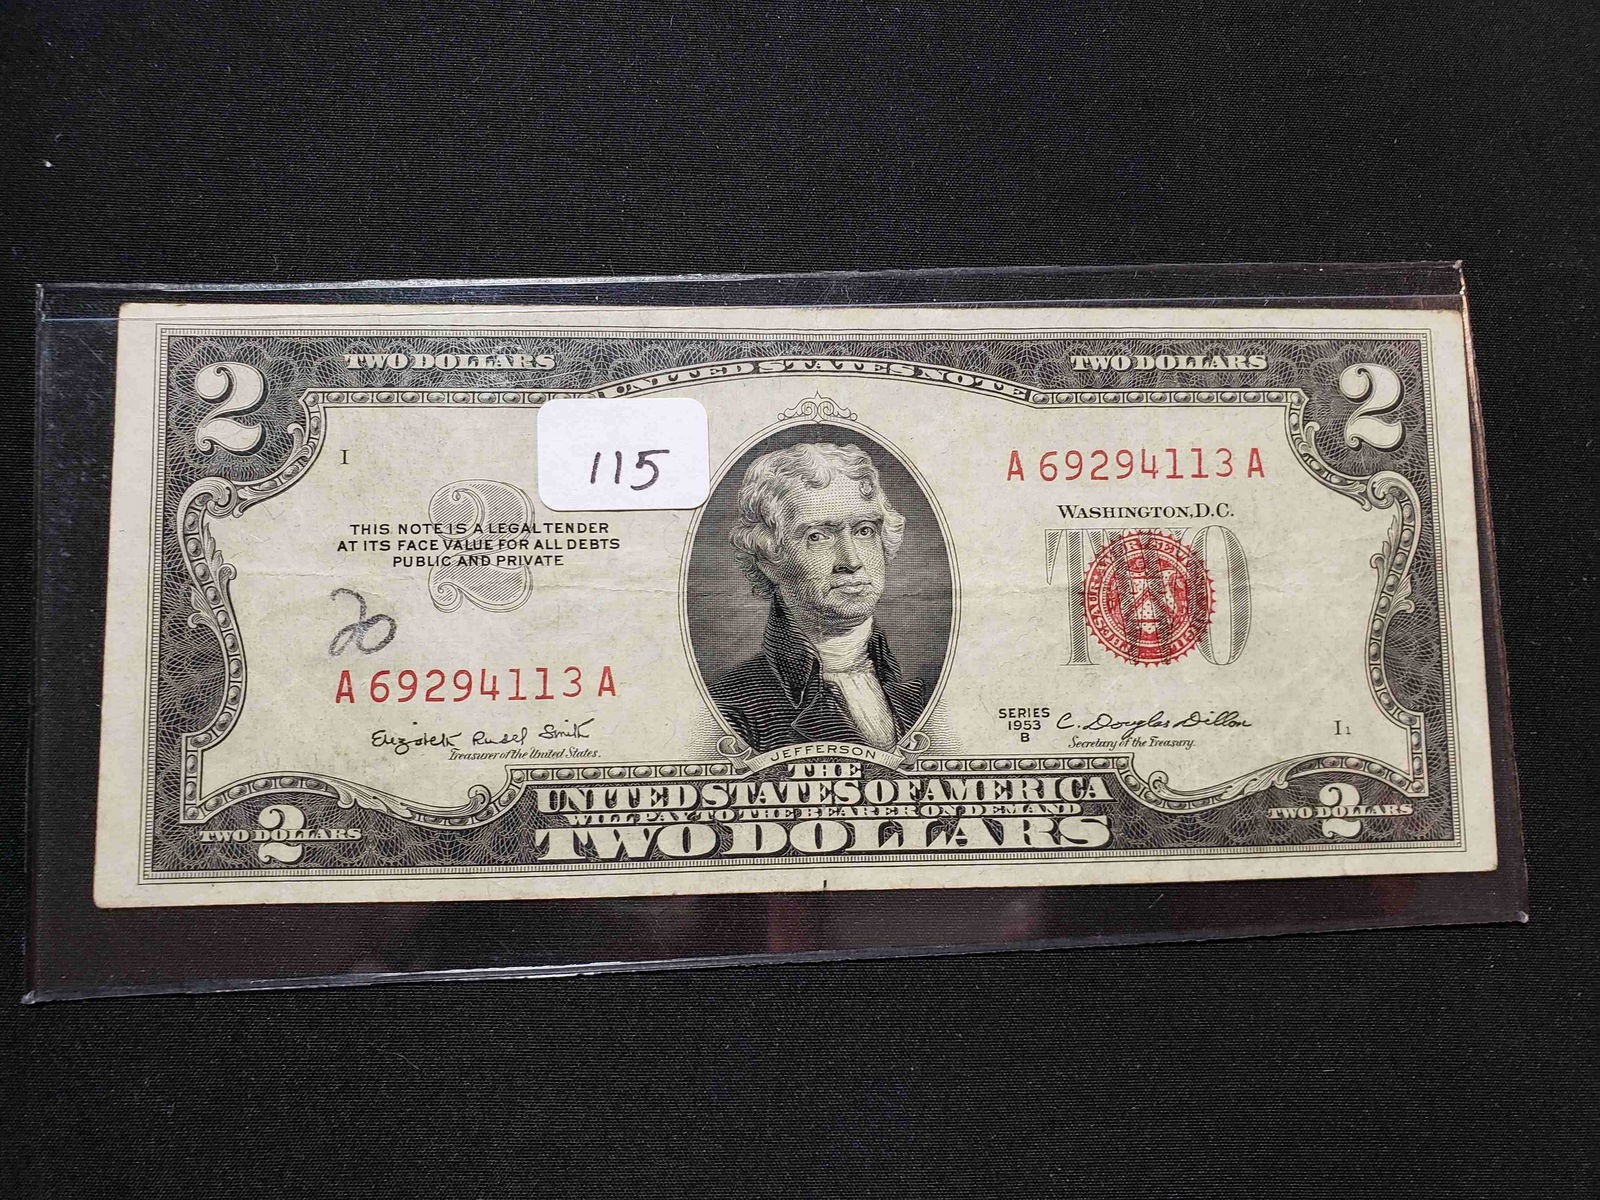 TWO DOLLARS
TWO DOLLARS
UNITED STATES NOTE
2
2
115
I
A 69294113 A
2
WASHINGTON, D.C.
THIS NOTE IS A LEGAL TENDER
AT ITS FACE VALUE FOR ALL DEBTS
PUBLIC AND PRIVATE
TWO
20
A 69294113 A
Elizabeth Rudel Smith
Treasurer of the United States.
SERIES
1953
B
C. Douglas Dillon
Secretary of the Treasury.
I1
JEFFERSON
THE
UNITED STATES OF AMERICA
WILL PAY TO THE BEARER ON DEMAND
TWO DOLLARS
2
TWO DOLLARS
2
TWO DOLLARS